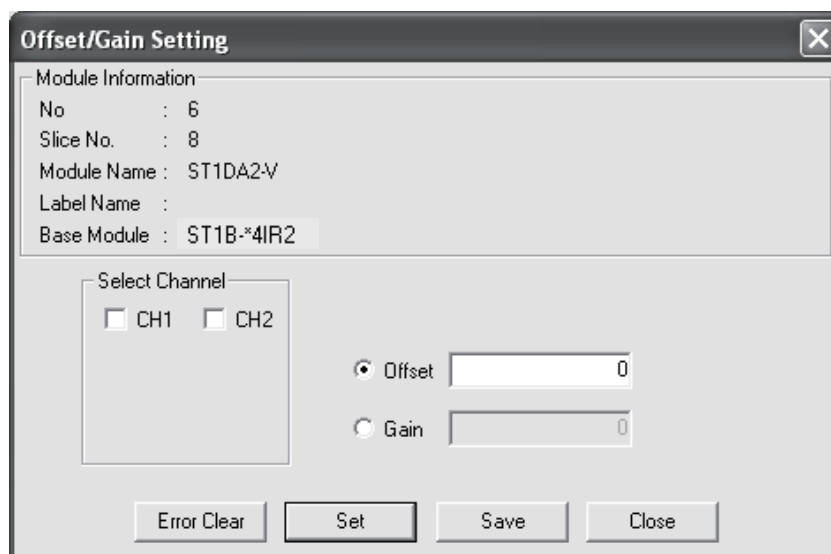 Offset/Gain Setting
Module Information
No : 6
Slice No. : 8
Module Name : ST1DA2-V
Label Name :
Base Module : ST1B-*4IR2
Select Channel
CH1 CH2
Offset 0
Gain 0
Error Clear Set Save Close